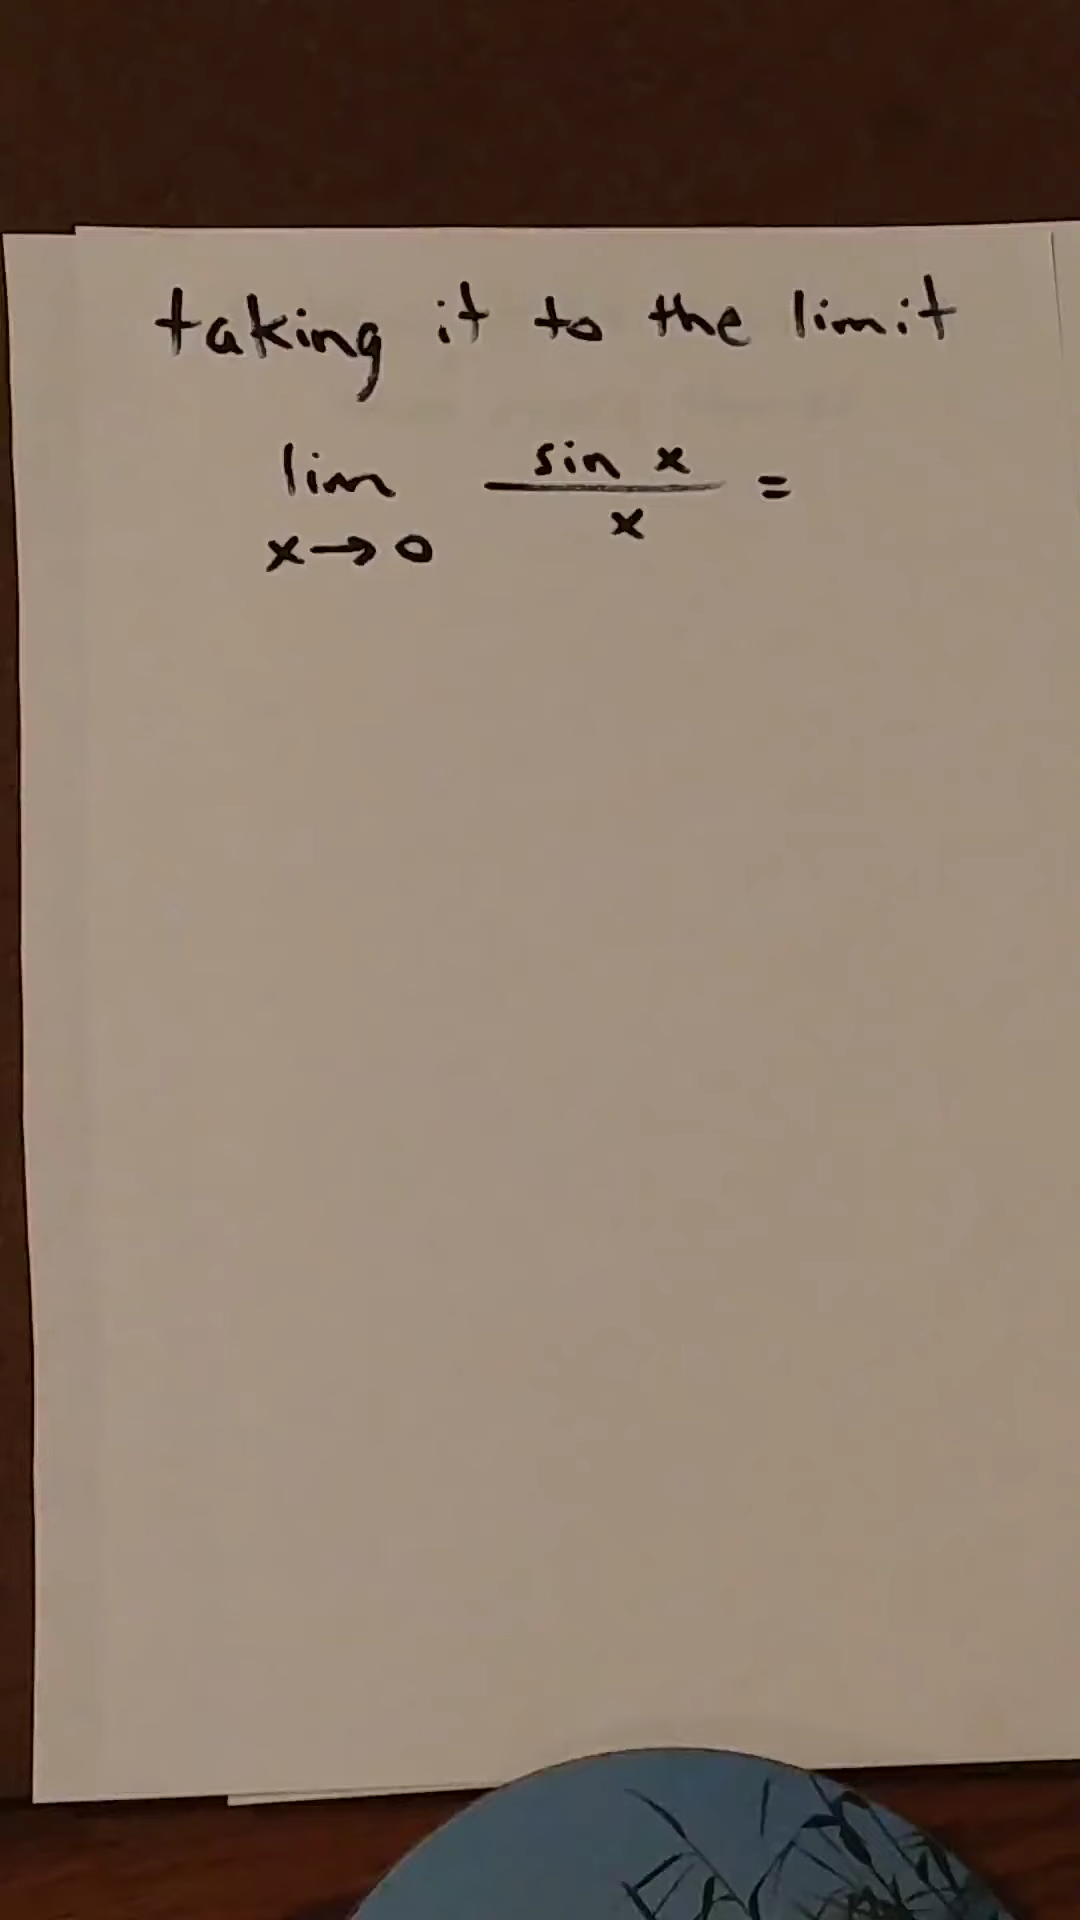 taking it to the limit
lim sin x / x =
x→0